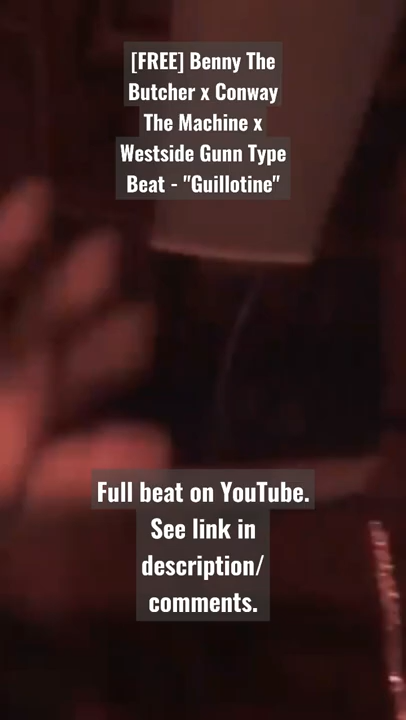 [FREE] Benny The
Butcher x Conway
The Machine x
Westside Gunn Type
Beat - "Guillotine"
Full beat on YouTube.
See link in
description/
comments.